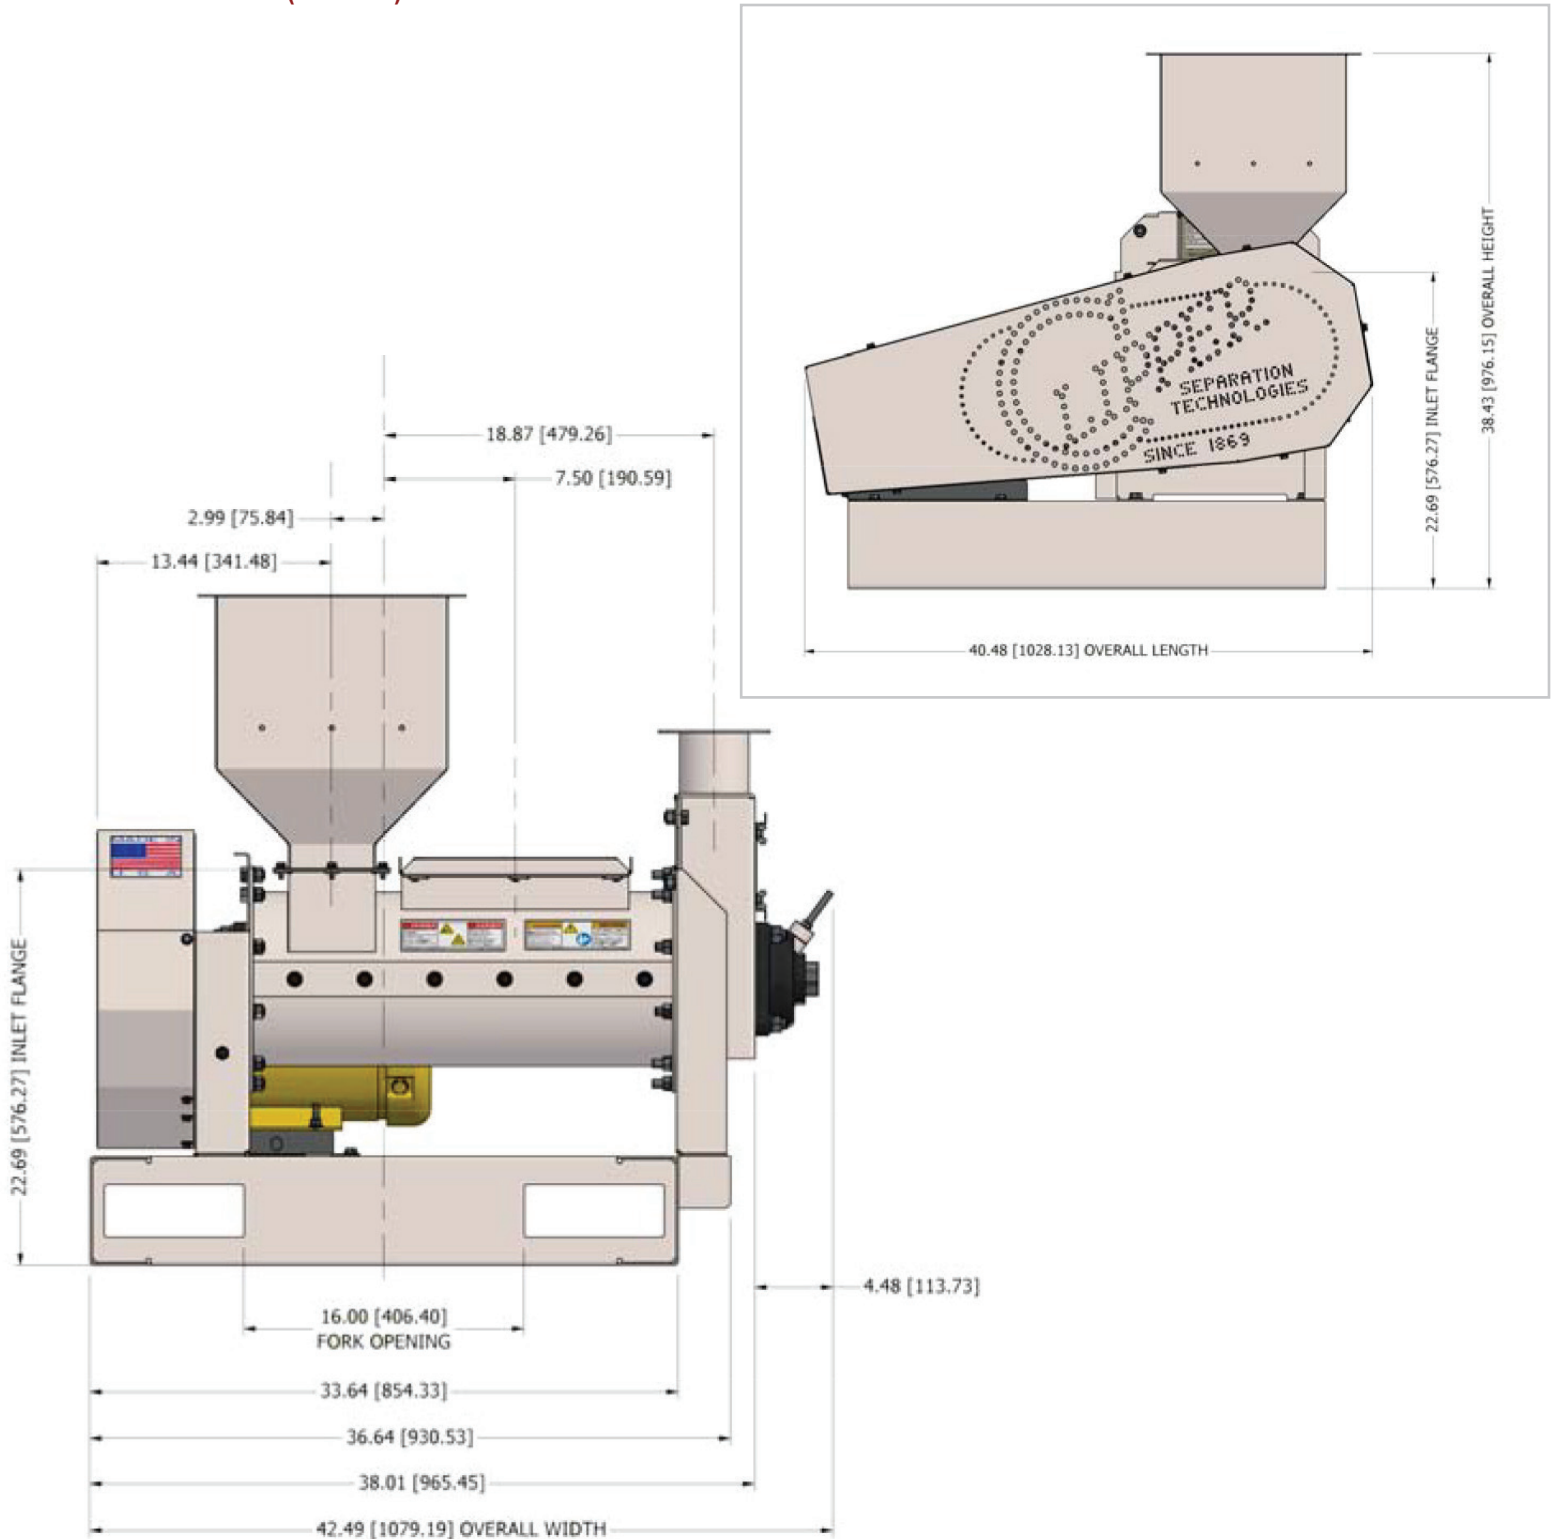 38.43 [976.15] OVERALL HEIGHT
22.69 [576.27] INLET FLANGE
CLIPPER
SEPARATION
TECHNOLOGIES
SINCE 1869
40.48 [1028.13] OVERALL LENGTH
18.87 [479.26]
7.50 [190.59]
2.99 [75.84]
13.44 [341.48]
22.69 [576.27] INLET FLANGE
4.48 [113.73]
16.00 [406.40]
FORK OPENING
33.64 [854.33]
36.64 [930.53]
38.01 [965.45]
42.49 [1079.19] OVERALL WIDTH